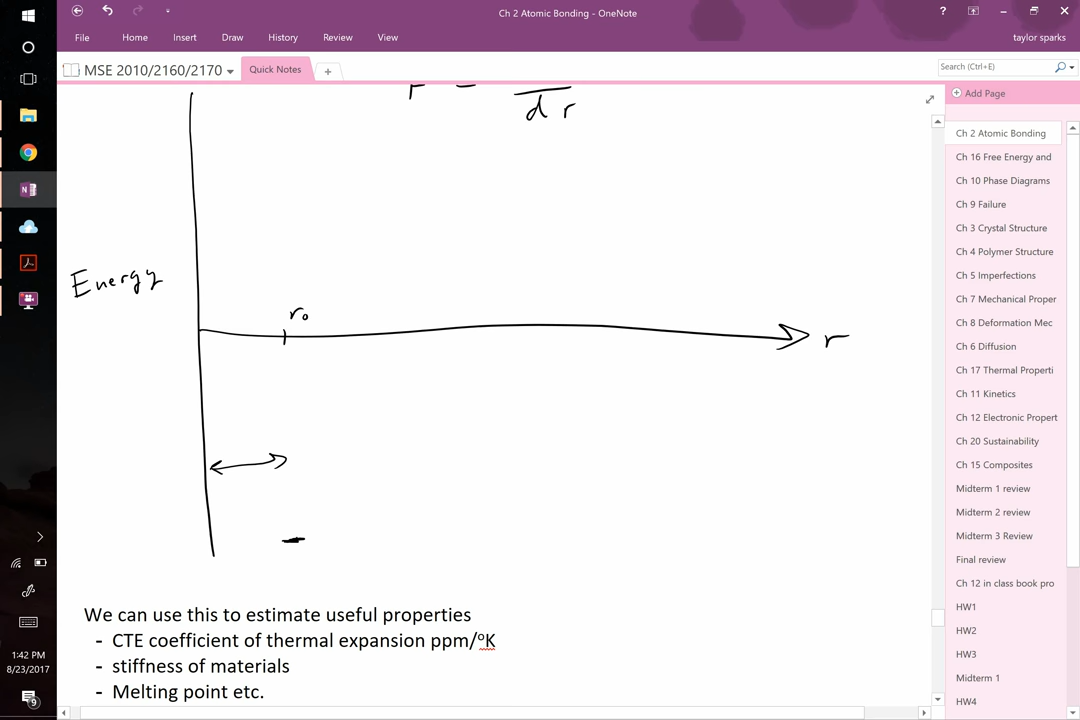 Ch 2 Atomic Bonding - OneNote
?
File Home Insert Draw History Review View
taylor sparks
MSE 2010/2160/2170
Quick Notes
+
Search (Ctrl+E)
Add Page
F =
d r
Energy
r₀
r
We can use this to estimate useful properties
- CTE coefficient of thermal expansion ppm/°K
- stiffness of materials
- Melting point etc.
Ch 2 Atomic Bonding
Ch 16 Free Energy and
Ch 10 Phase Diagrams
Ch 9 Failure
Ch 3 Crystal Structure
Ch 4 Polymer Structure
Ch 5 Imperfections
Ch 7 Mechanical Proper
Ch 8 Deformation Mec
Ch 6 Diffusion
Ch 17 Thermal Properti
Ch 11 Kinetics
Ch 12 Electronic Propert
Ch 20 Sustainability
Ch 15 Composites
Midterm 1 review
Midterm 2 review
Midterm 3 Review
Final review
Ch 12 in class book pro
HW1
HW2
HW3
Midterm 1
HW4
1:42 PM
8/23/2017
9